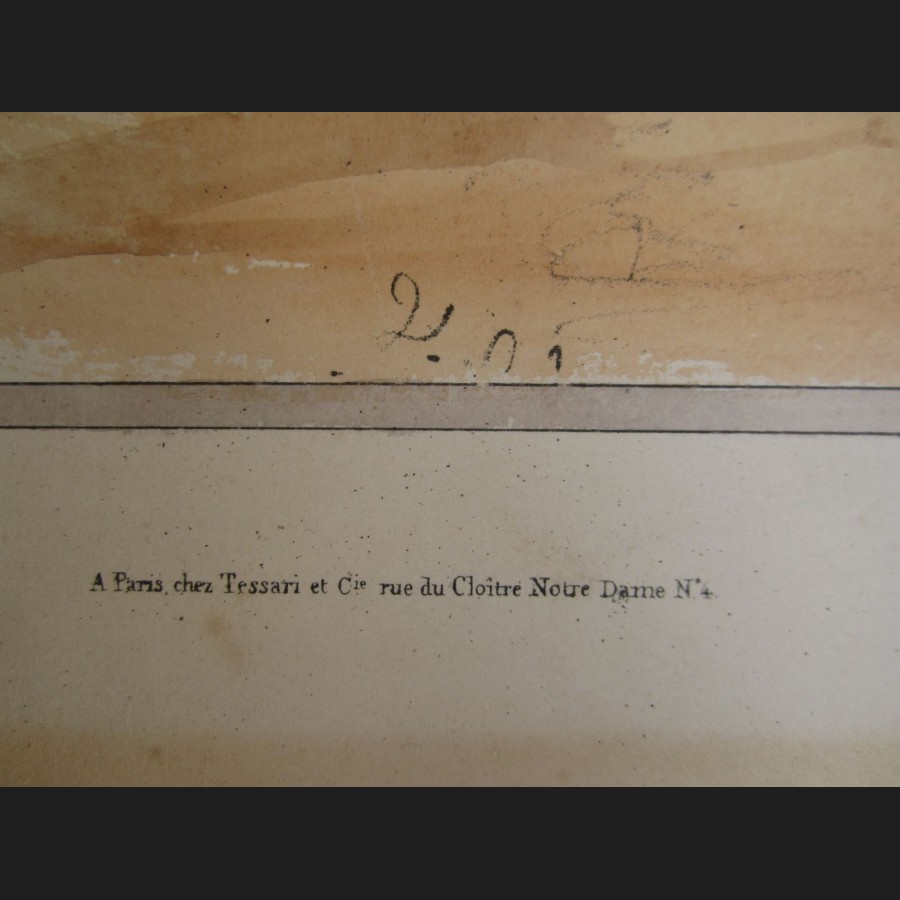 A Paris, chez Tessari et Cie rue du Cloître Notre Dame N°4